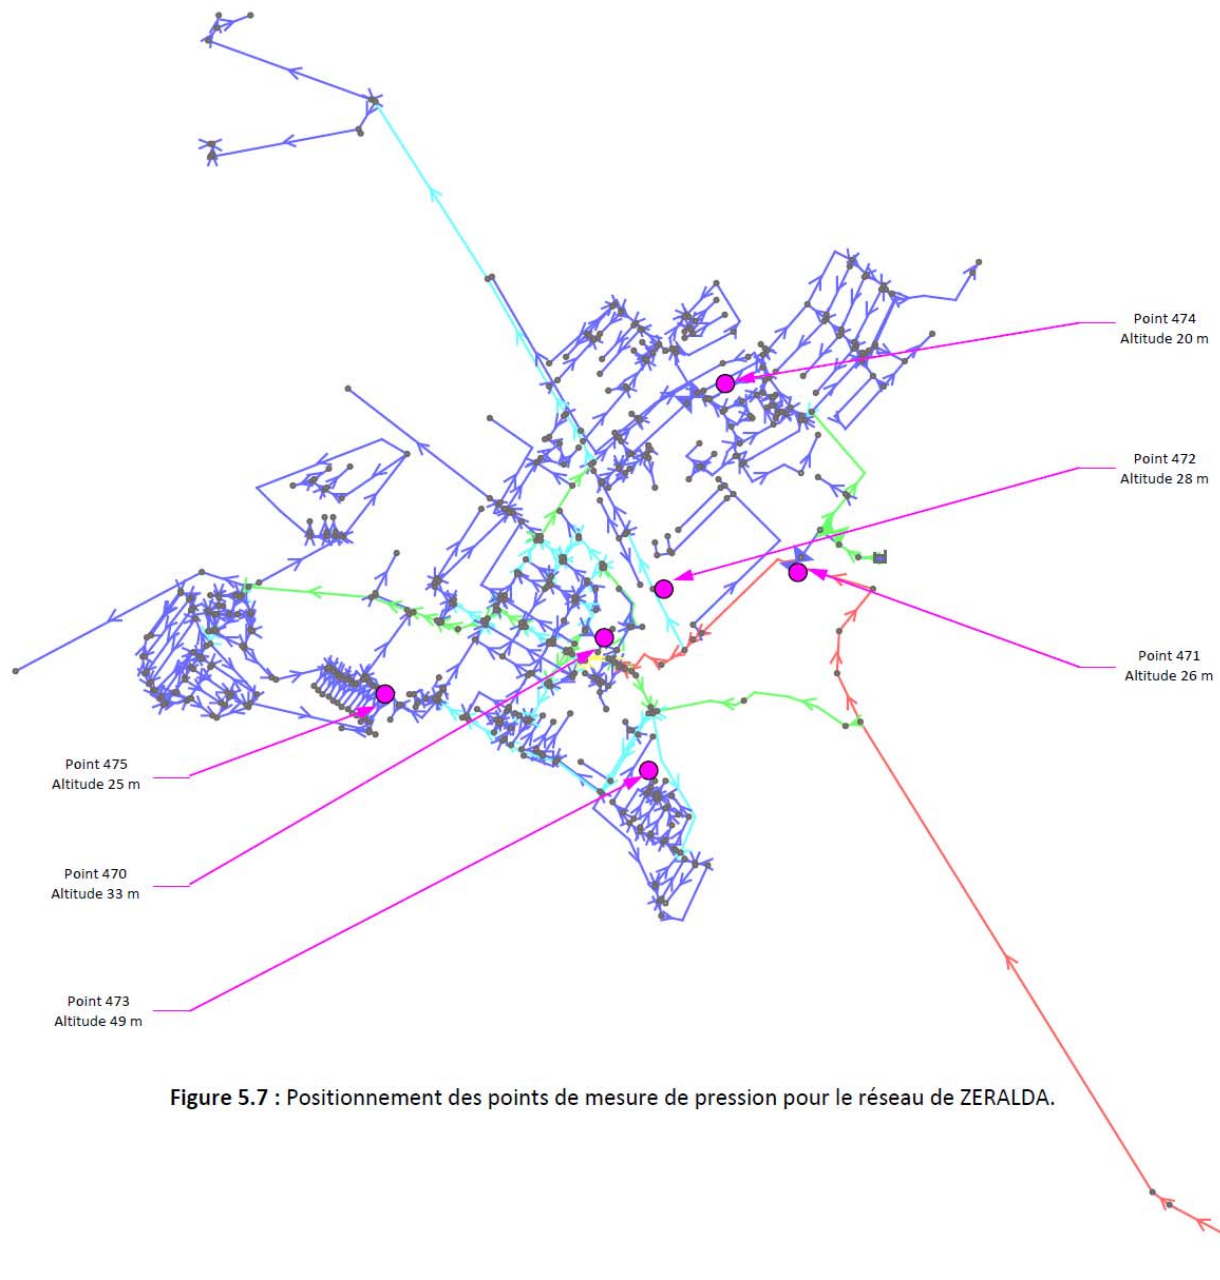 Point 474
Altitude 20 m
Point 472
Altitude 28 m
Point 471
Altitude 26 m
Point 475
Altitude 25 m
Point 470
Altitude 33 m
Point 473
Altitude 49 m
Figure 5.7 : Positionnement des points de mesure de pression pour le réseau de ZERALDA.